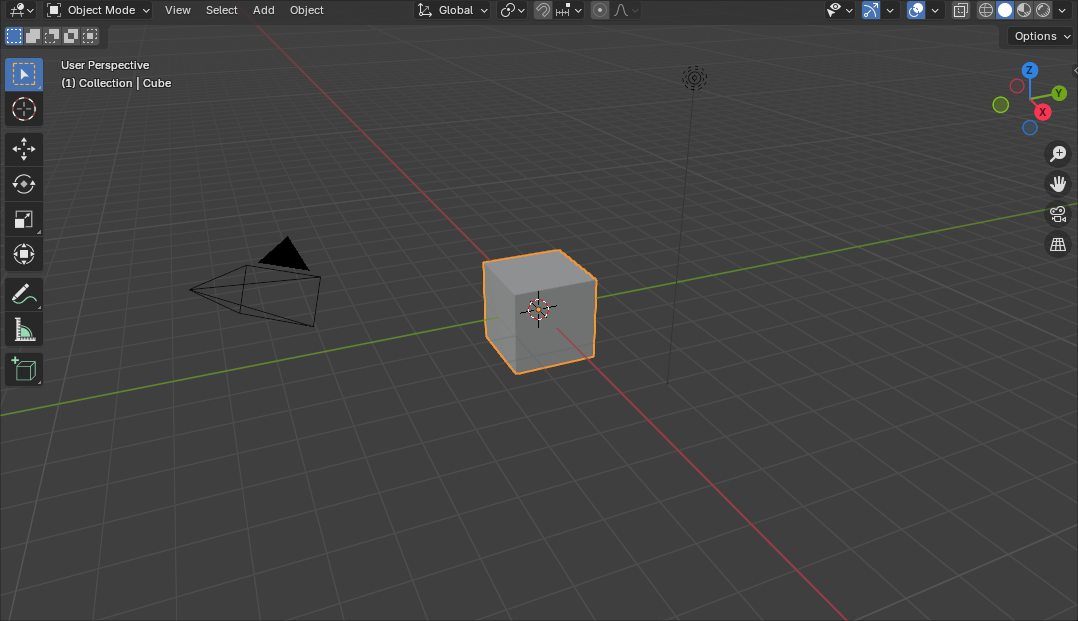 Object Mode View Select Add Object Global
Options
User Perspective
(1) Collection | Cube
Z
Y
X